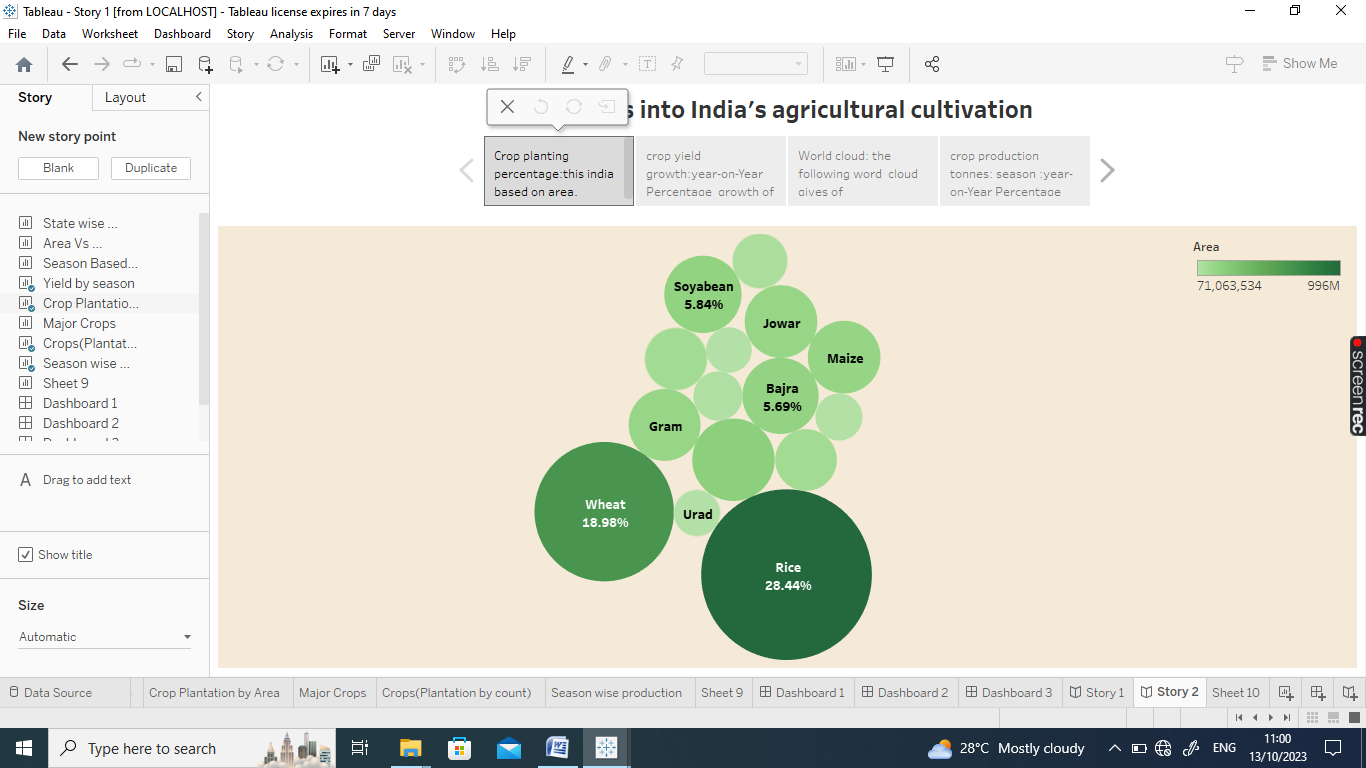 Tableau - Story 1 [from LOCALHOST] - Tableau license expires in 7 days
File Data Worksheet Dashboard Story Analysis Format Server Window Help
Show Me
Story Layout
New story point
Blank Duplicate
State wise ...
Area Vs ...
Season Based...
Yield by season
Crop Plantatio...
Major Crops
Crops(Plantat...
Season wise ...
Sheet 9
Dashboard 1
Dashboard 2
A Drag to add text
Show title
Size
Automatic
s into India's agricultural cultivation
Crop planting
percentage:this india
based on area.
crop yield
growth:year-on-Year
Percentage growth of
World cloud: the
following word cloud
gives of
crop production
tonnes: season :year-
on-Year Percentage
Area
71,063,534 996M
Soyabean
5.84%
Jowar
Maize
Bajra
5.69%
Gram
Wheat
18.98%
Urad
Rice
28.44%
screenrec
Data Source Crop Plantation by Area Major Crops Crops(Plantation by count) Season wise production Sheet 9 Dashboard 1 Dashboard 2 Dashboard 3 Story 1 Story 2 Sheet 10
Type here to search
28°C Mostly cloudy
ENG
11:00
13/10/2023